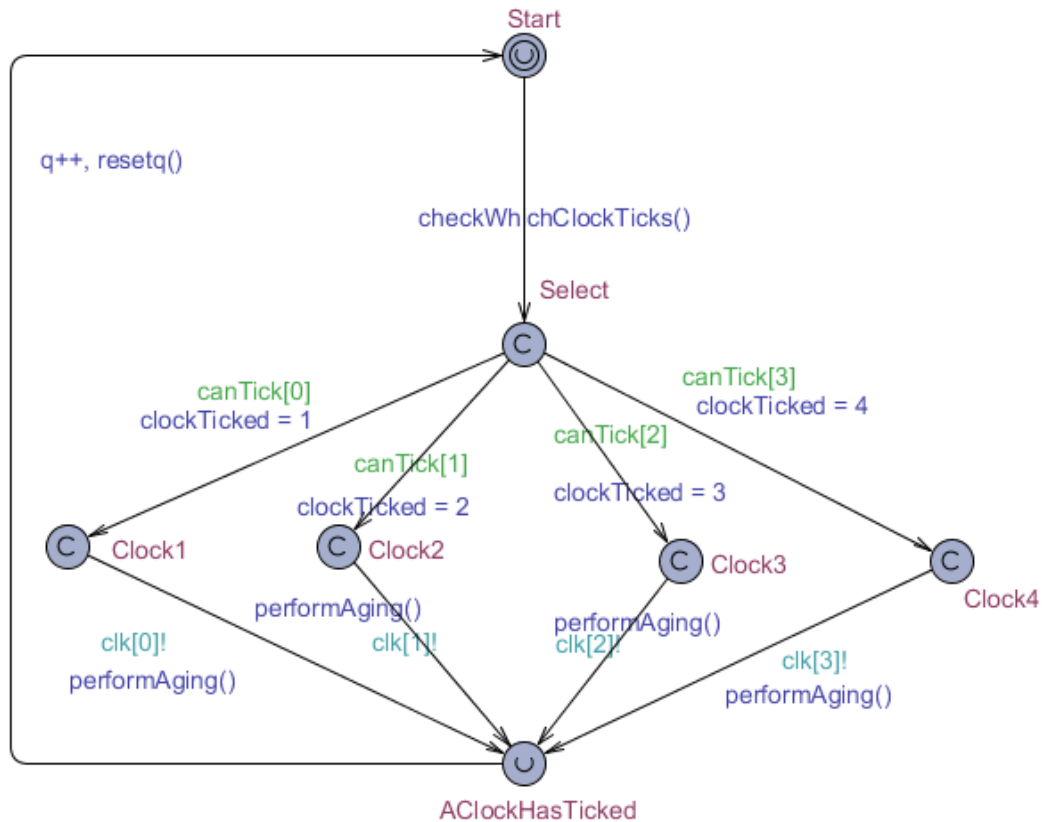 Start
q++, resetq()
checkWhichClockTicks()
Select
C
canTick[0]
clockTicked = 1
canTick[3]
clockTicked = 4
canTick[2]
canTick[1]
clockTicked = 3
clockTicked = 2
C
Clock1
C
Clock2
C
Clock3
C
Clock4
performAging()
clk[1]!
performAging()
clk[2]!
clk[0]!
performAging()
clk[3]!
performAging()
AClockHasTicked